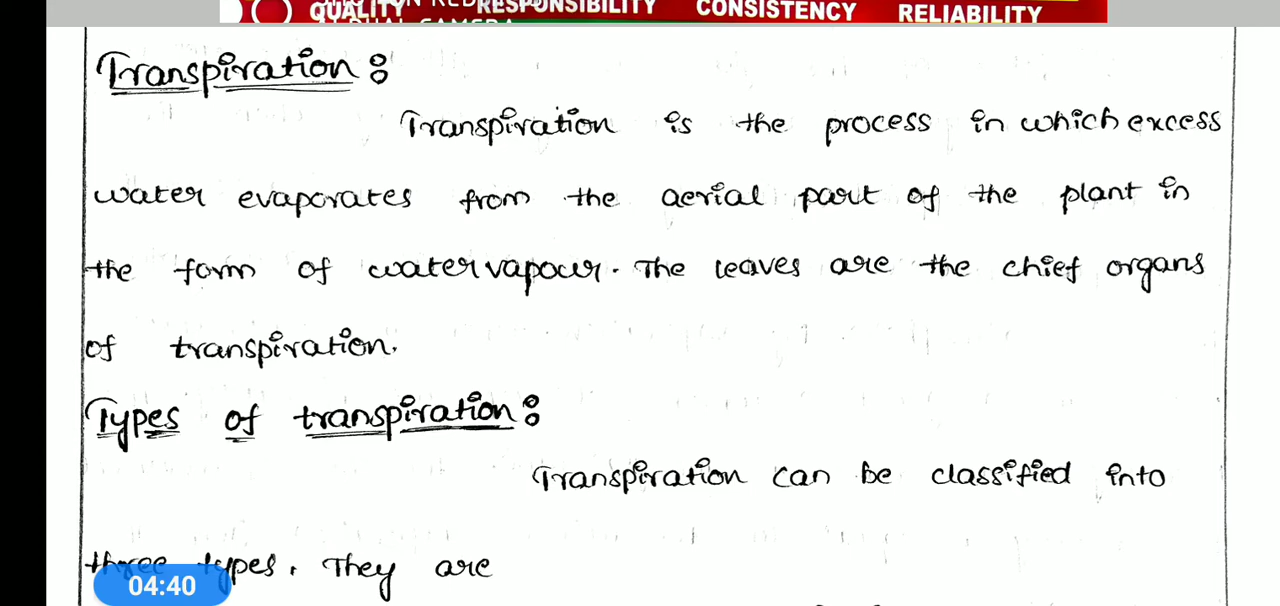 QUALITY RESPONSIBILITY CONSISTENCY RELIABILITY
Transpiration :
Transpiration is the process in which excess
water evaporates from the aerial part of the plant in
the form of water vapour. The leaves are the chief organs
of transpiration.
Types of transpiration :
Transpiration can be classified into
three types. They are
04:40